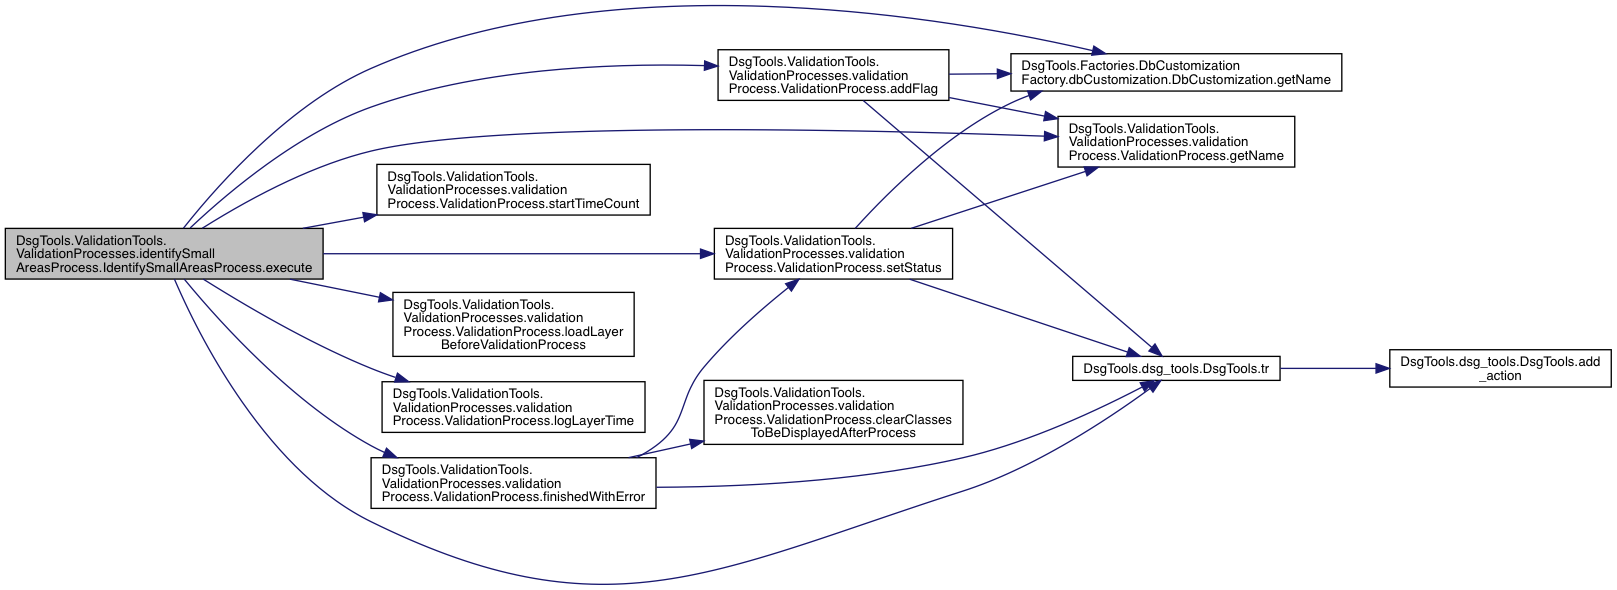 DsgTools.ValidationTools.
ValidationProcesses.identifySmall
AreasProcess.IdentifySmallAreasProcess.execute
DsgTools.ValidationTools.
ValidationProcesses.validation
Process.ValidationProcess.startTimeCount
DsgTools.ValidationTools.
ValidationProcesses.validation
Process.ValidationProcess.loadLayer
BeforeValidationProcess
DsgTools.ValidationTools.
ValidationProcesses.validation
Process.ValidationProcess.logLayerTime
DsgTools.ValidationTools.
ValidationProcesses.validation
Process.ValidationProcess.finishedWithError
DsgTools.ValidationTools.
ValidationProcesses.validation
Process.ValidationProcess.addFlag
DsgTools.ValidationTools.
ValidationProcesses.validation
Process.ValidationProcess.setStatus
DsgTools.ValidationTools.
ValidationProcesses.validation
Process.ValidationProcess.clearClasses
ToBeDisplayedAfterProcess
DsgTools.Factories.DbCustomization
Factory.dbCustomization.DbCustomization.getName
DsgTools.ValidationTools.
ValidationProcesses.validation
Process.ValidationProcess.getName
DsgTools.dsg_tools.DsgTools.tr
DsgTools.dsg_tools.DsgTools.add
_action